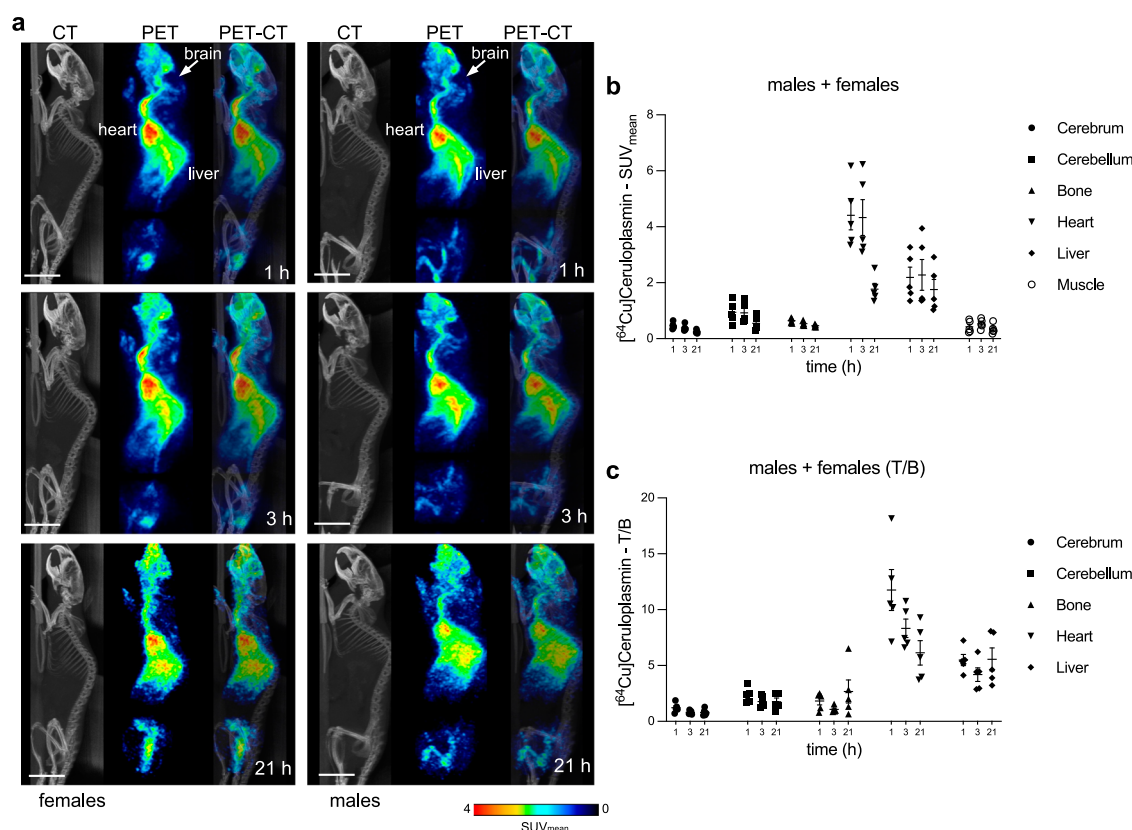 a
CT PET PET-CT CT PET PET-CT
brain brain
heart heart
liver liver
1 h 1 h
3 h 3 h
21 h 21 h
females males
4 0
SUVmean
b
males + females
[64Cu]Ceruloplasmin - SUVmean
8
6
4
2
0
1 3 21 1 3 21 1 3 21 1 3 21 1 3 21 1 3 21
time (h)
Cerebrum
Cerebellum
Bone
Heart
Liver
Muscle
c
males + females (T/B)
[64Cu]Ceruloplasmin - T/B
20
15
10
5
0
1 3 21 1 3 21 1 3 21 1 3 21 1 3 21
time (h)
Cerebrum
Cerebellum
Bone
Heart
Liver